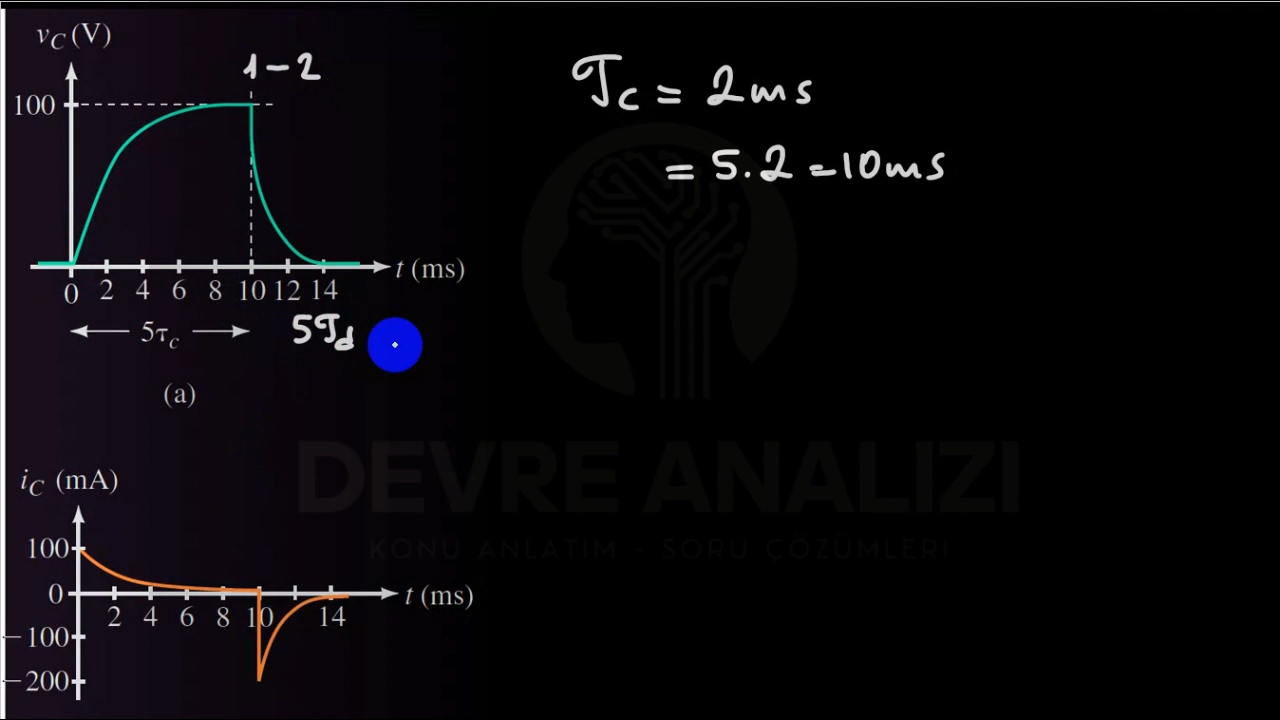 v_C (V)
1-2
100
0 2 4 6 8 10 12 14
t (ms)
5τ_c
5τ_d
(a)
i_C (mA)
100
0
2 4 6 8 10 14
t (ms)
-100
-200
τ_C = 2ms
= 5.2 = 10ms
DEVRE ANALIZI
KONU ANLATIM - SORU ÇÖZÜMLERİ